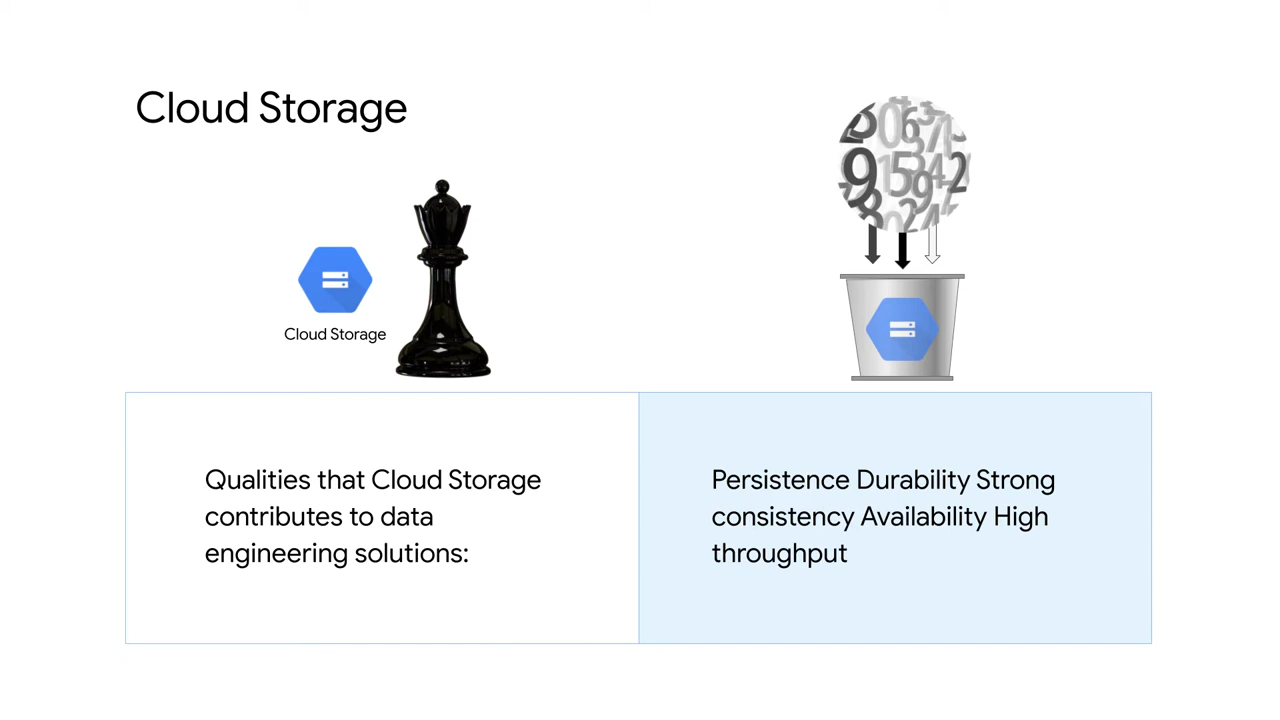 Cloud Storage
Cloud Storage
Qualities that Cloud Storage
contributes to data
engineering solutions:
Persistence Durability Strong
consistency Availability High
throughput